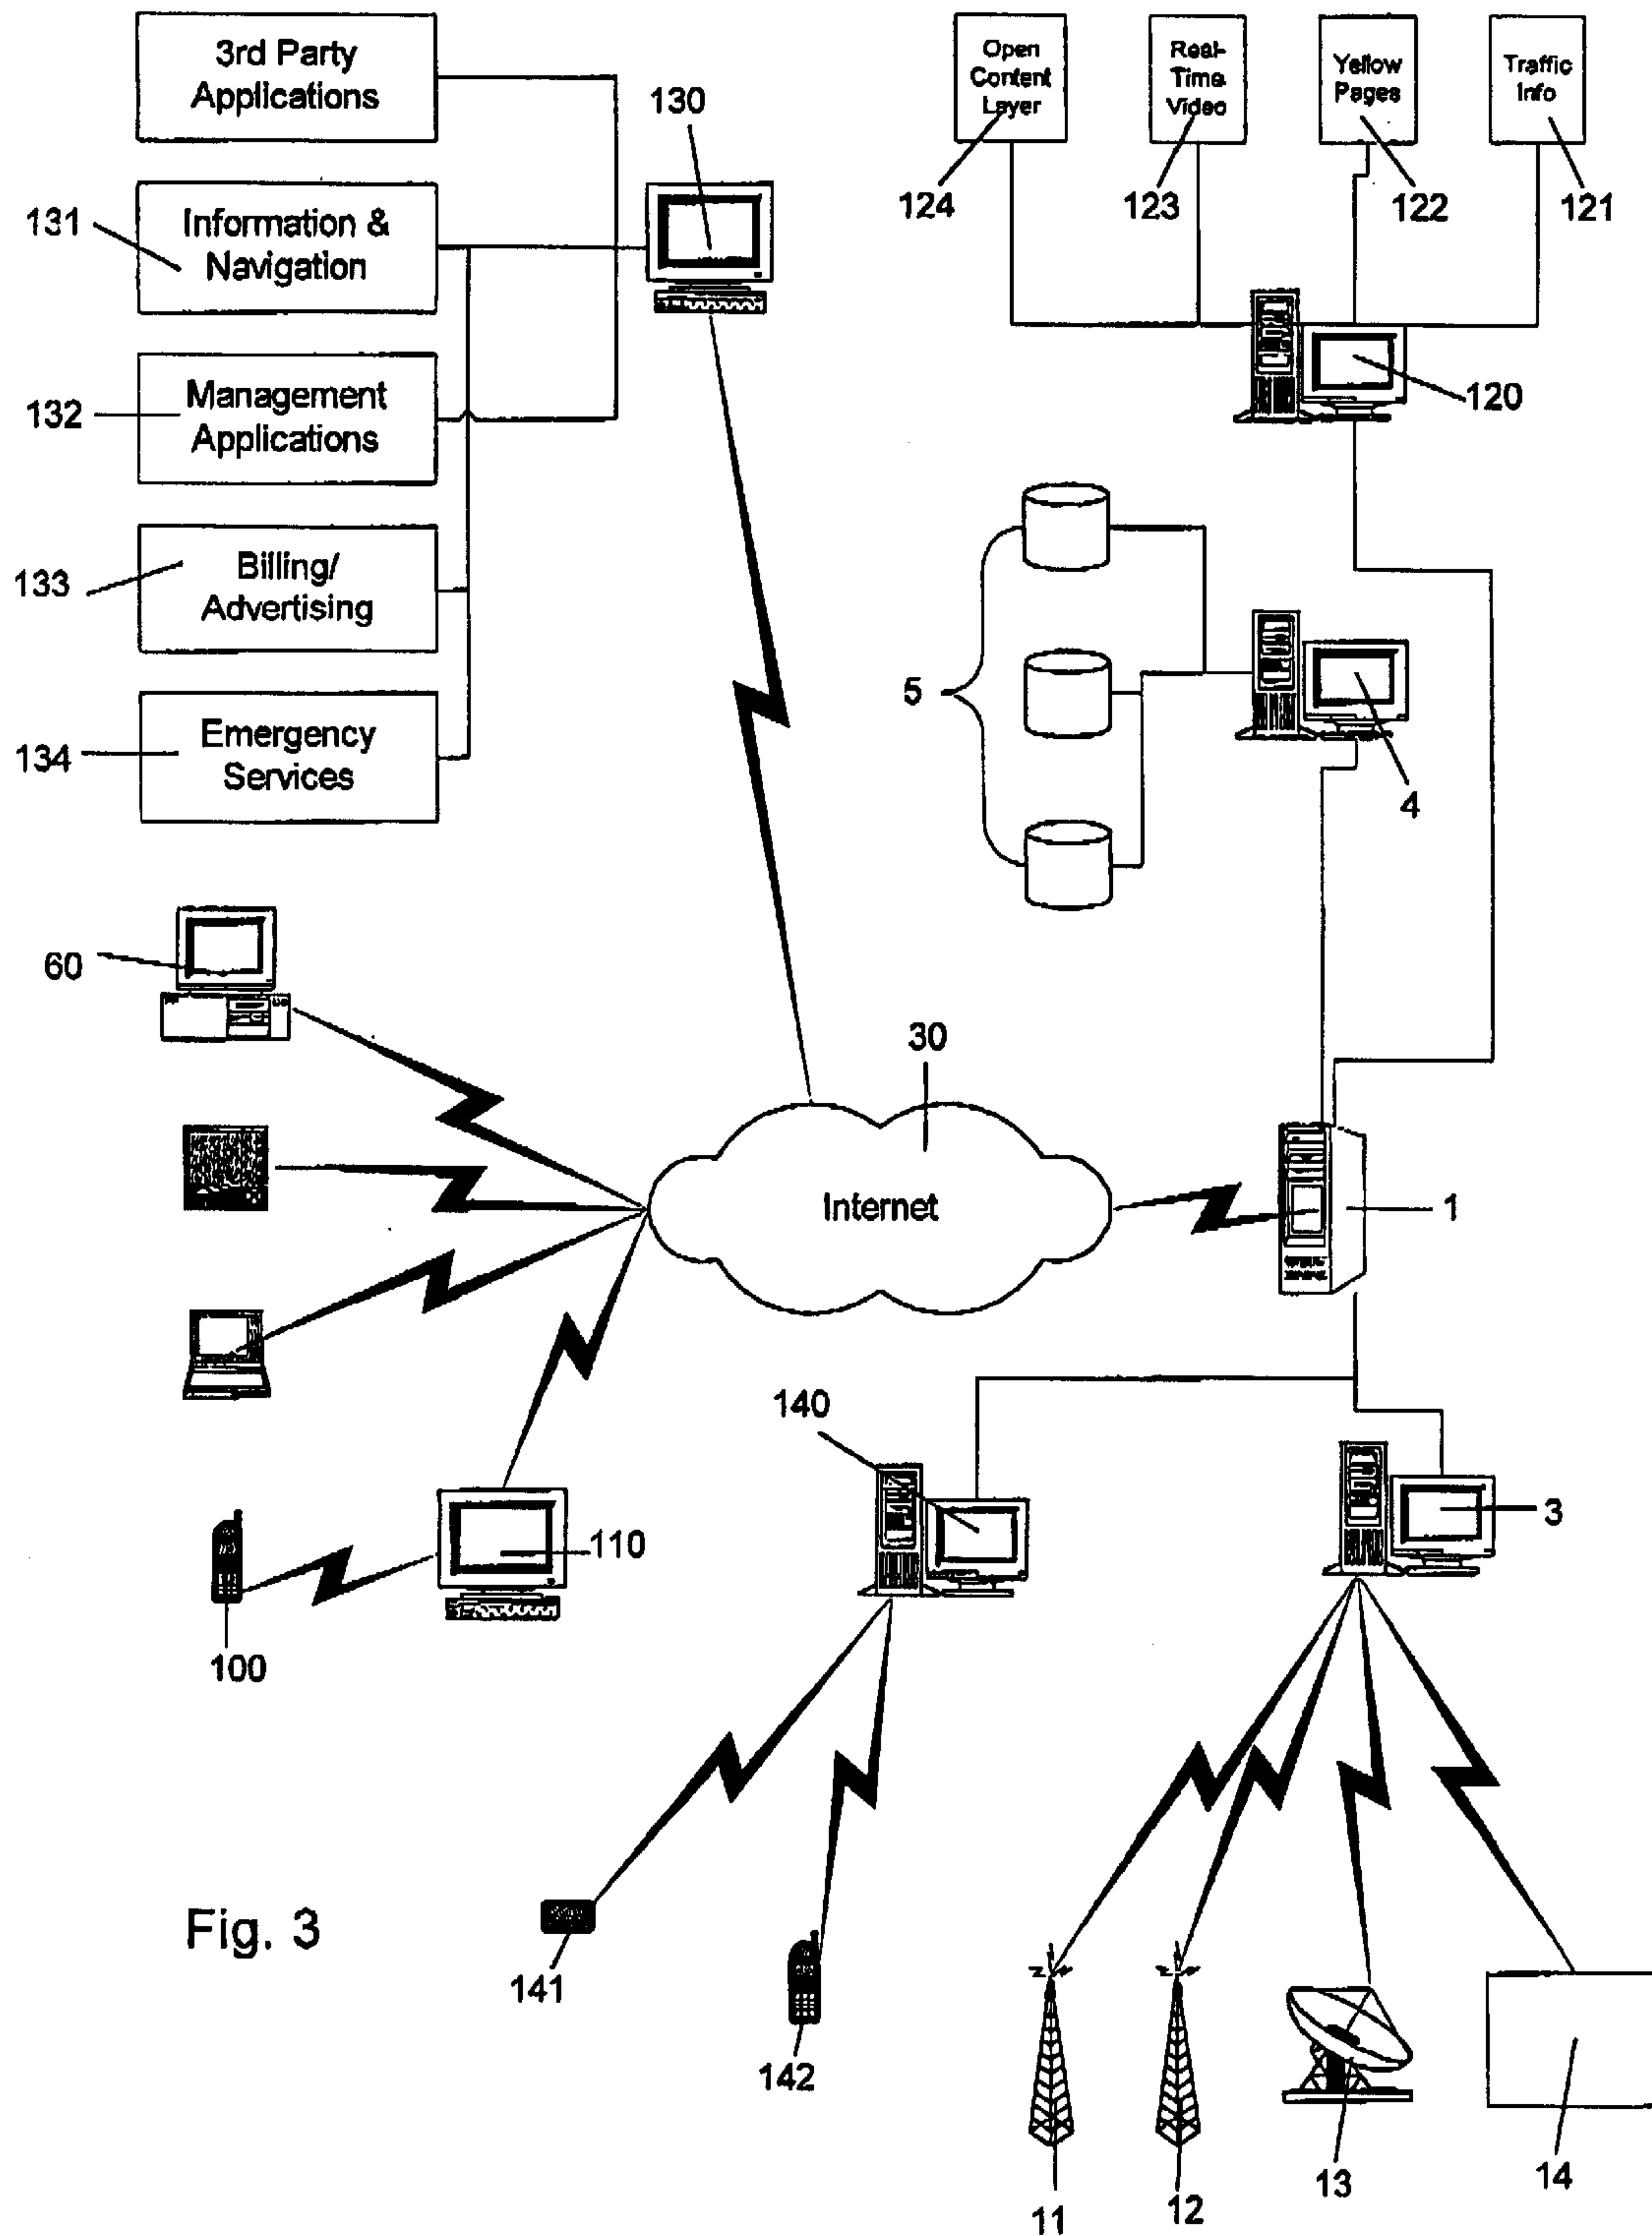 3rd Party
Applications
130
Open
Content
Layer
Real-
Time
Video
Yellow
Pages
Traffic
Info
124
123
122
121
131
Information &
Navigation
132
Management
Applications
120
133
Billing/
Advertising
5
134
Emergency
Services
4
60
30
Internet
1
140
3
110
100
Fig. 3
141
142
11
12
13
14